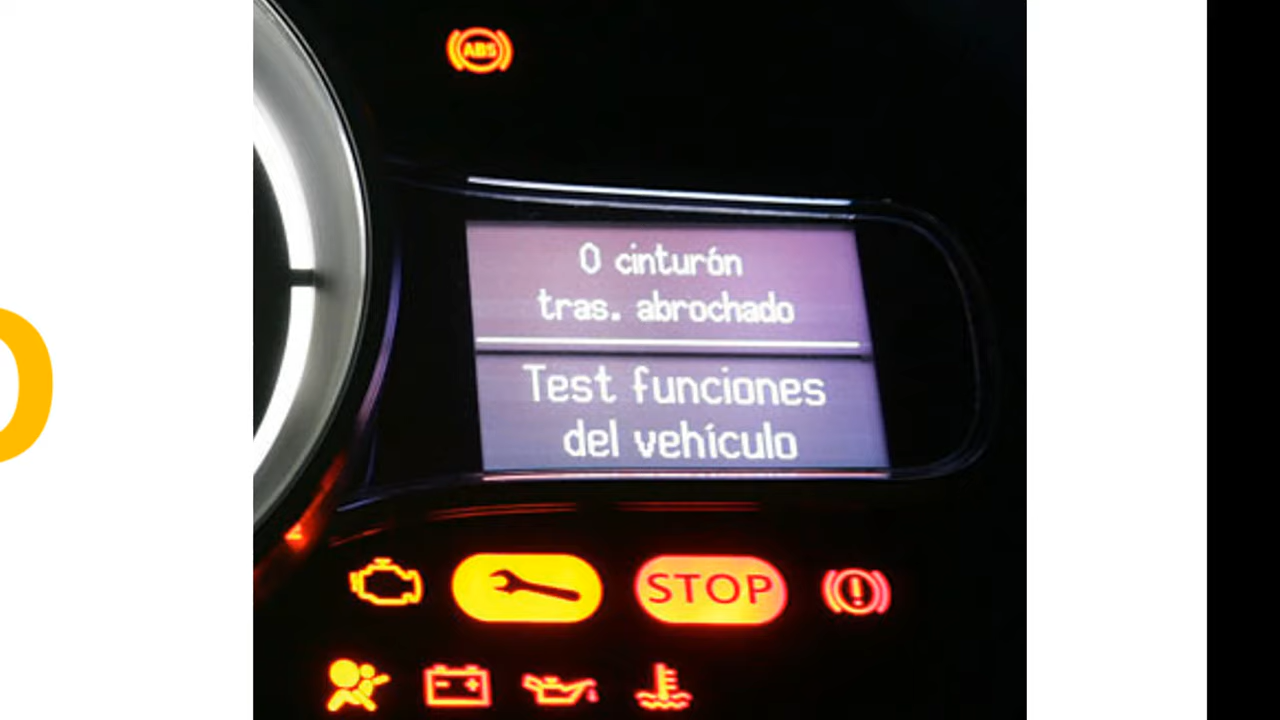 ABS
0 cinturón
tras. abrochado
Test funciones
del vehículo
STOP